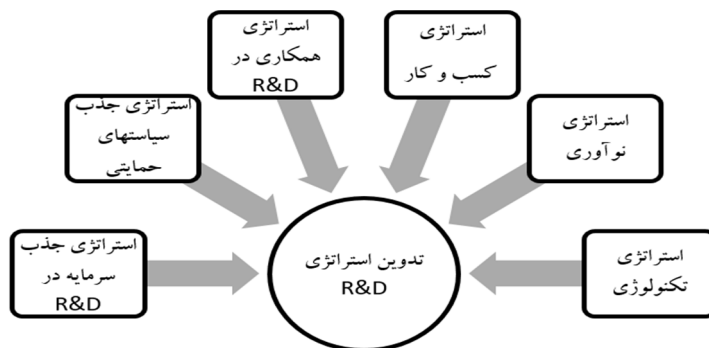 استراتژی
همکاری در
R&D
استراتژی
کسب و کار
استراتژی جذب
سیاستهای
حمایتی
استراتژی
نوآوری
استراتژی جذب
سرمایه در
R&D
تدوین استراتژی
R&D
استراتژی
تکنولوژی